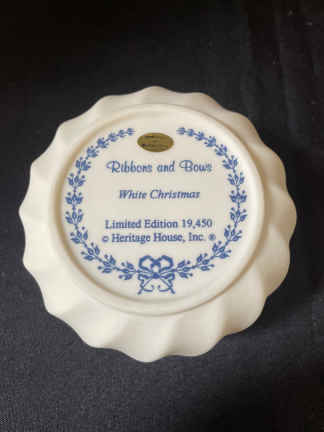 Ribbons and Bows
White Christmas
Limited Edition 19,450
© Heritage House, Inc. ®